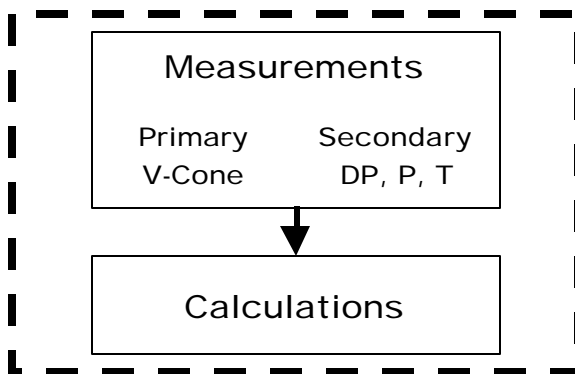 Measurements
Primary Secondary
V-Cone DP, P, T
Calculations